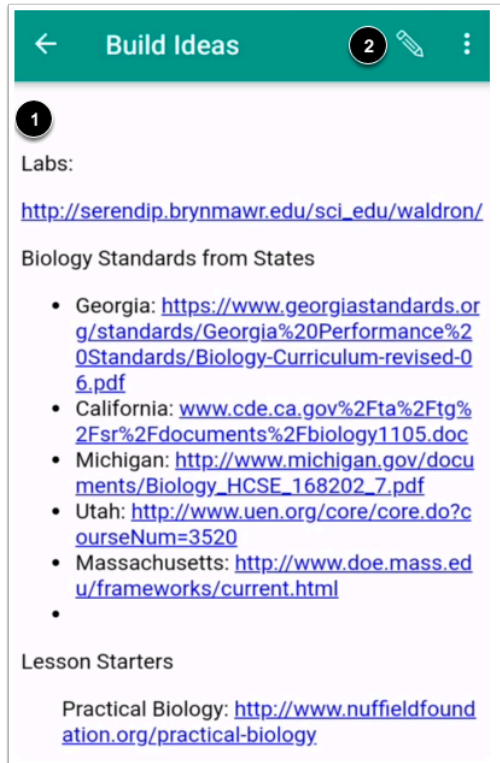 Build Ideas
2
1
Labs:
http://serendip.brynmawr.edu/sci_edu/waldron/
Biology Standards from States
• Georgia: https://www.georgiastandards.or
g/standards/Georgia%20Performance%2
0Standards/Biology-Curriculum-revised-0
6.pdf
• California: www.cde.ca.gov%2Fta%2Ftg%
2Fsr%2Fdocuments%2Fbiology1105.doc
• Michigan: http://www.michigan.gov/docu
ments/Biology_HCSE_168202_7.pdf
• Utah: http://www.uen.org/core/core.do?c
ourseNum=3520
• Massachusetts: http://www.doe.mass.ed
u/frameworks/current.html
•
Lesson Starters
Practical Biology: http://www.nuffieldfound
ation.org/practical-biology